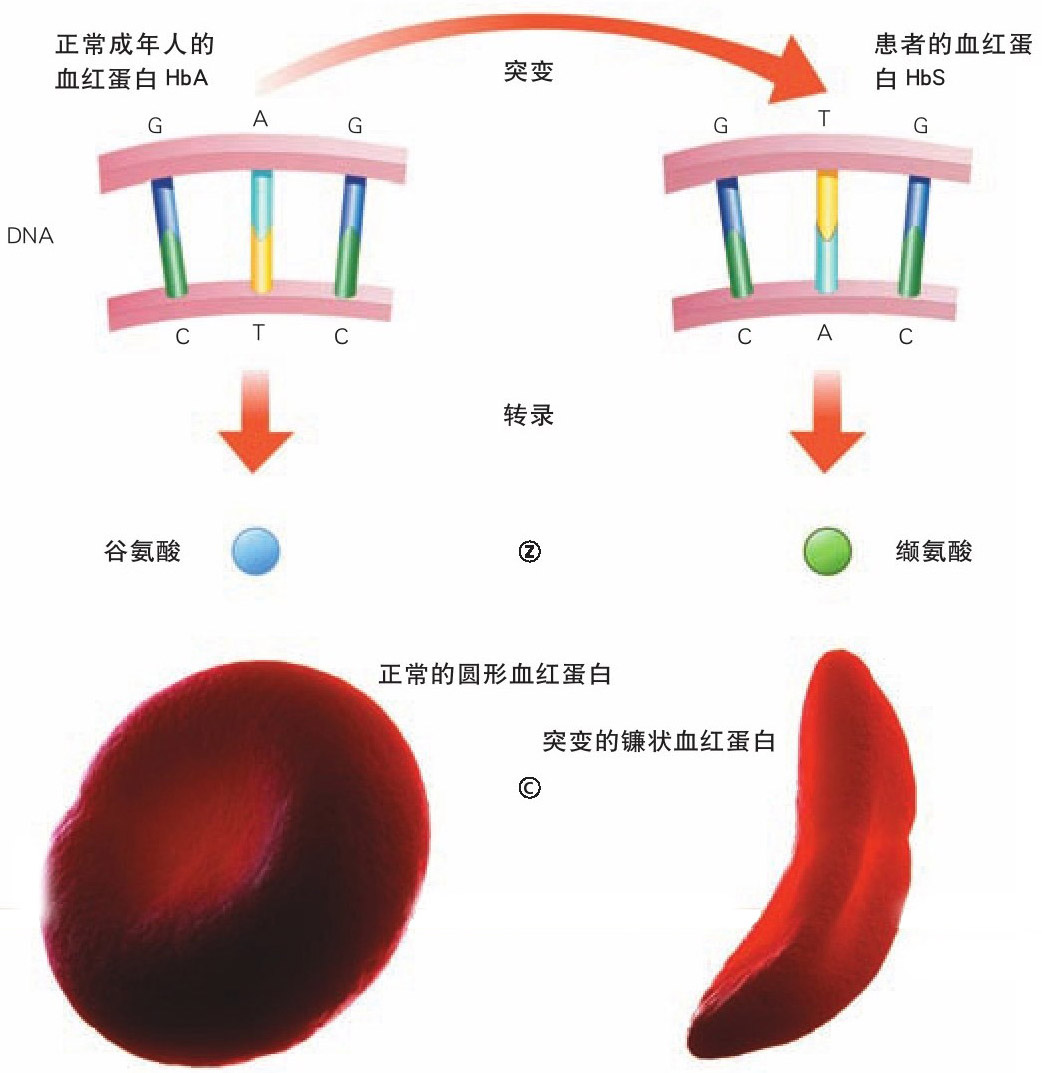 正常成年人的
血红蛋白 HbA
突变
患者的血红蛋
白 HbS
G A G
G T G
DNA
C T C
C A C
转录
谷氨酸
Ⓩ
缬氨酸
正常的圆形血红蛋白
突变的镰状血红蛋白
Ⓒ